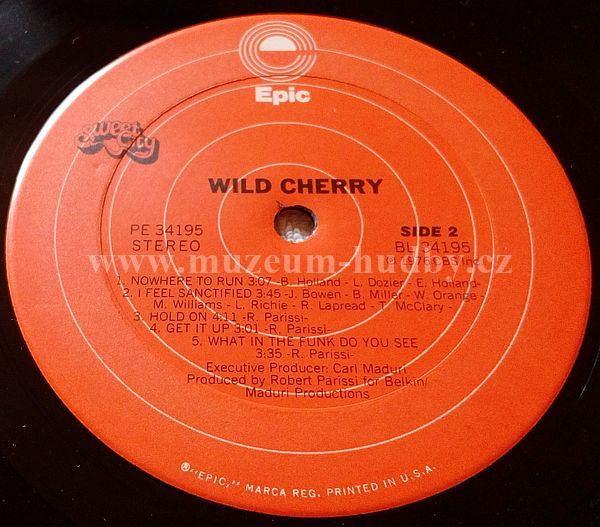 Epic
Sweet City
WILD CHERRY
PE 34195
STEREO
SIDE 2
BL 34195
℗ 1976 CBS Inc.
www.muzeum-hudby.cz
1. NOWHERE TO RUN 3:07 -B. Holland - L. Dozier - E. Holland-
2. I FEEL SANCTIFIED 3:45 -J. Bowen - B. Miller - W. Orange -
M. Williams - L. Richie - R. Lapread - T. McClary -
3. HOLD ON 4:11 -R. Parissi-
4. GET IT UP 3:01 -R. Parissi-
5. WHAT IN THE FUNK DO YOU SEE
3:35 -R. Parissi-
Executive Producer: Carl Maduri
Produced by Robert Parissi for Belkin/
Maduri Productions
®"EPIC," MARCA REG. PRINTED IN U.S.A.